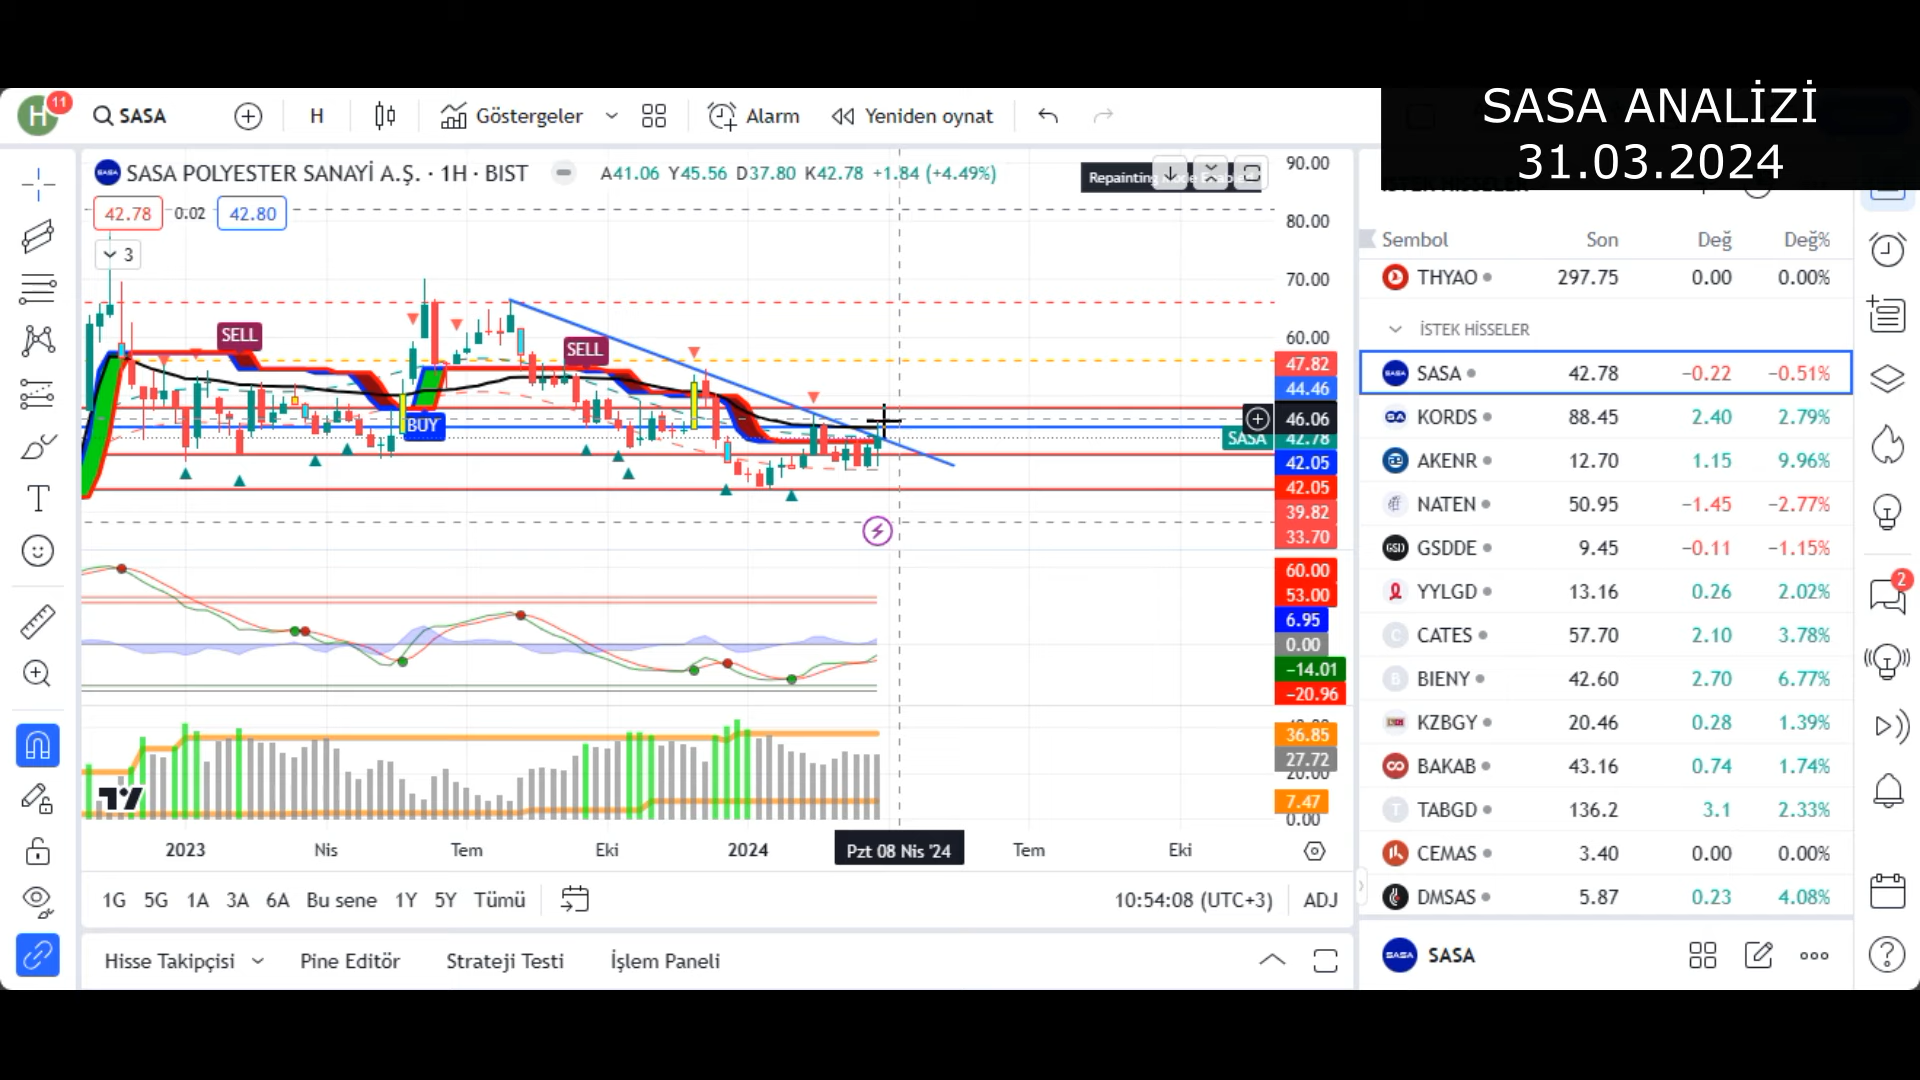 SASA ANALİZİ
31.03.2024
H 11
SASA
H
Göstergeler
Alarm
Yeniden oynat
SASA POLYESTER SANAYİ A.Ş. · 1H · BIST
A41.06 Y45.56 D37.80 K42.78 +1.84 (+4.49%)
Repainting
42.78 0.02 42.80
3
SELL
SELL
BUY
90.00
80.00
70.00
60.00
47.82
44.46
46.06
SASA 42.78
42.05
42.05
39.82
33.70
60.00
53.00
6.95
0.00
−14.01
−20.96
36.85
27.72
20.00
7.47
0.00
2023 Nis Tem Eki 2024 Pzt 08 Nis '24 Tem Eki
1G 5G 1A 3A 6A Bu sene 1Y 5Y Tümü
10:54:08 (UTC+3) ADJ
Hisse Takipçisi Pine Editör Strateji Testi İşlem Paneli
Sembol Son Değ Değ%
THYAO 297.75 0.00 0.00%
İSTEK HİSSELER
SASA 42.78 −0.22 −0.51%
KORDS 88.45 2.40 2.79%
AKENR 12.70 1.15 9.96%
NATEN 50.95 −1.45 −2.77%
GSDDE 9.45 −0.11 −1.15%
YYLGD 13.16 0.26 2.02%
CATES 57.70 2.10 3.78%
BIENY 42.60 2.70 6.77%
KZBGY 20.46 0.28 1.39%
BAKAB 43.16 0.74 1.74%
TABGD 136.2 3.1 2.33%
CEMAS 3.40 0.00 0.00%
DMSAS 5.87 0.23 4.08%
SASA
2